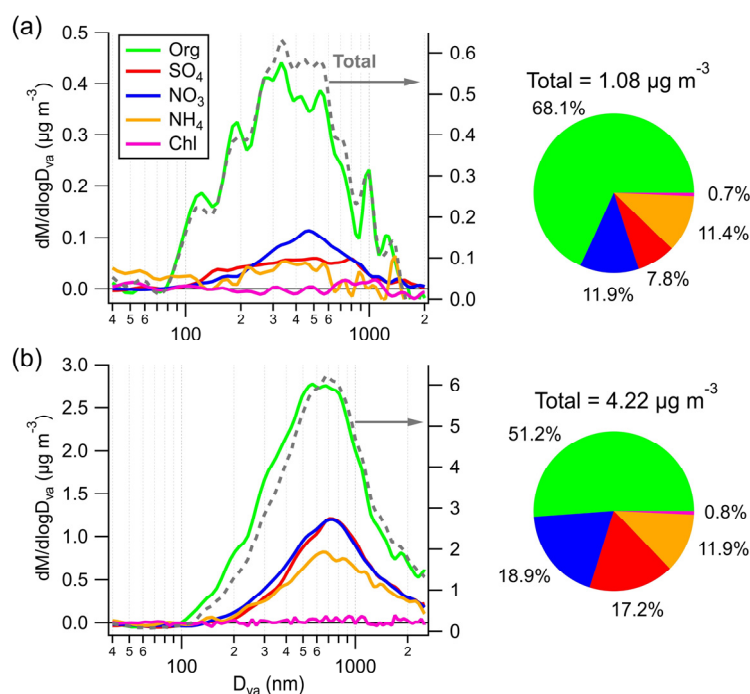 (a)
0.5
0.4
0.3
0.2
0.1
0.0
dM/dlogDva (µg m-3)
Org
SO4
NO3
NH4
Chl
Total
0.6
0.5
0.4
0.3
0.2
0.1
0.0
4 5 6 100 2 3 4 5 6 1000 2
Total = 1.08 µg m-3
68.1%
0.7%
11.4%
7.8%
11.9%
(b)
3.0
2.5
2.0
1.5
1.0
0.5
0.0
dM/dlogDva (µg m-3)
6
5
4
3
2
1
0
4 5 6 100 2 3 4 5 6 1000 2
Dva (nm)
Total = 4.22 µg m-3
51.2%
0.8%
11.9%
17.2%
18.9%